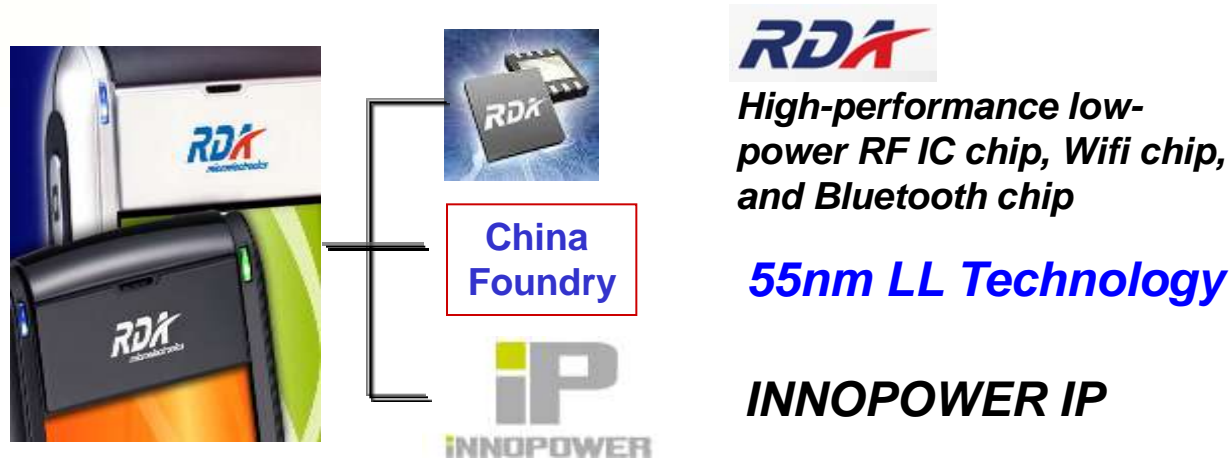 RDA
microelectronics
RDA
microelectronics
RDA
China
Foundry
iP
iNNOPOWER
RDA
High-performance low-
power RF IC chip, Wifi chip,
and Bluetooth chip
55nm LL Technology
INNOPOWER IP